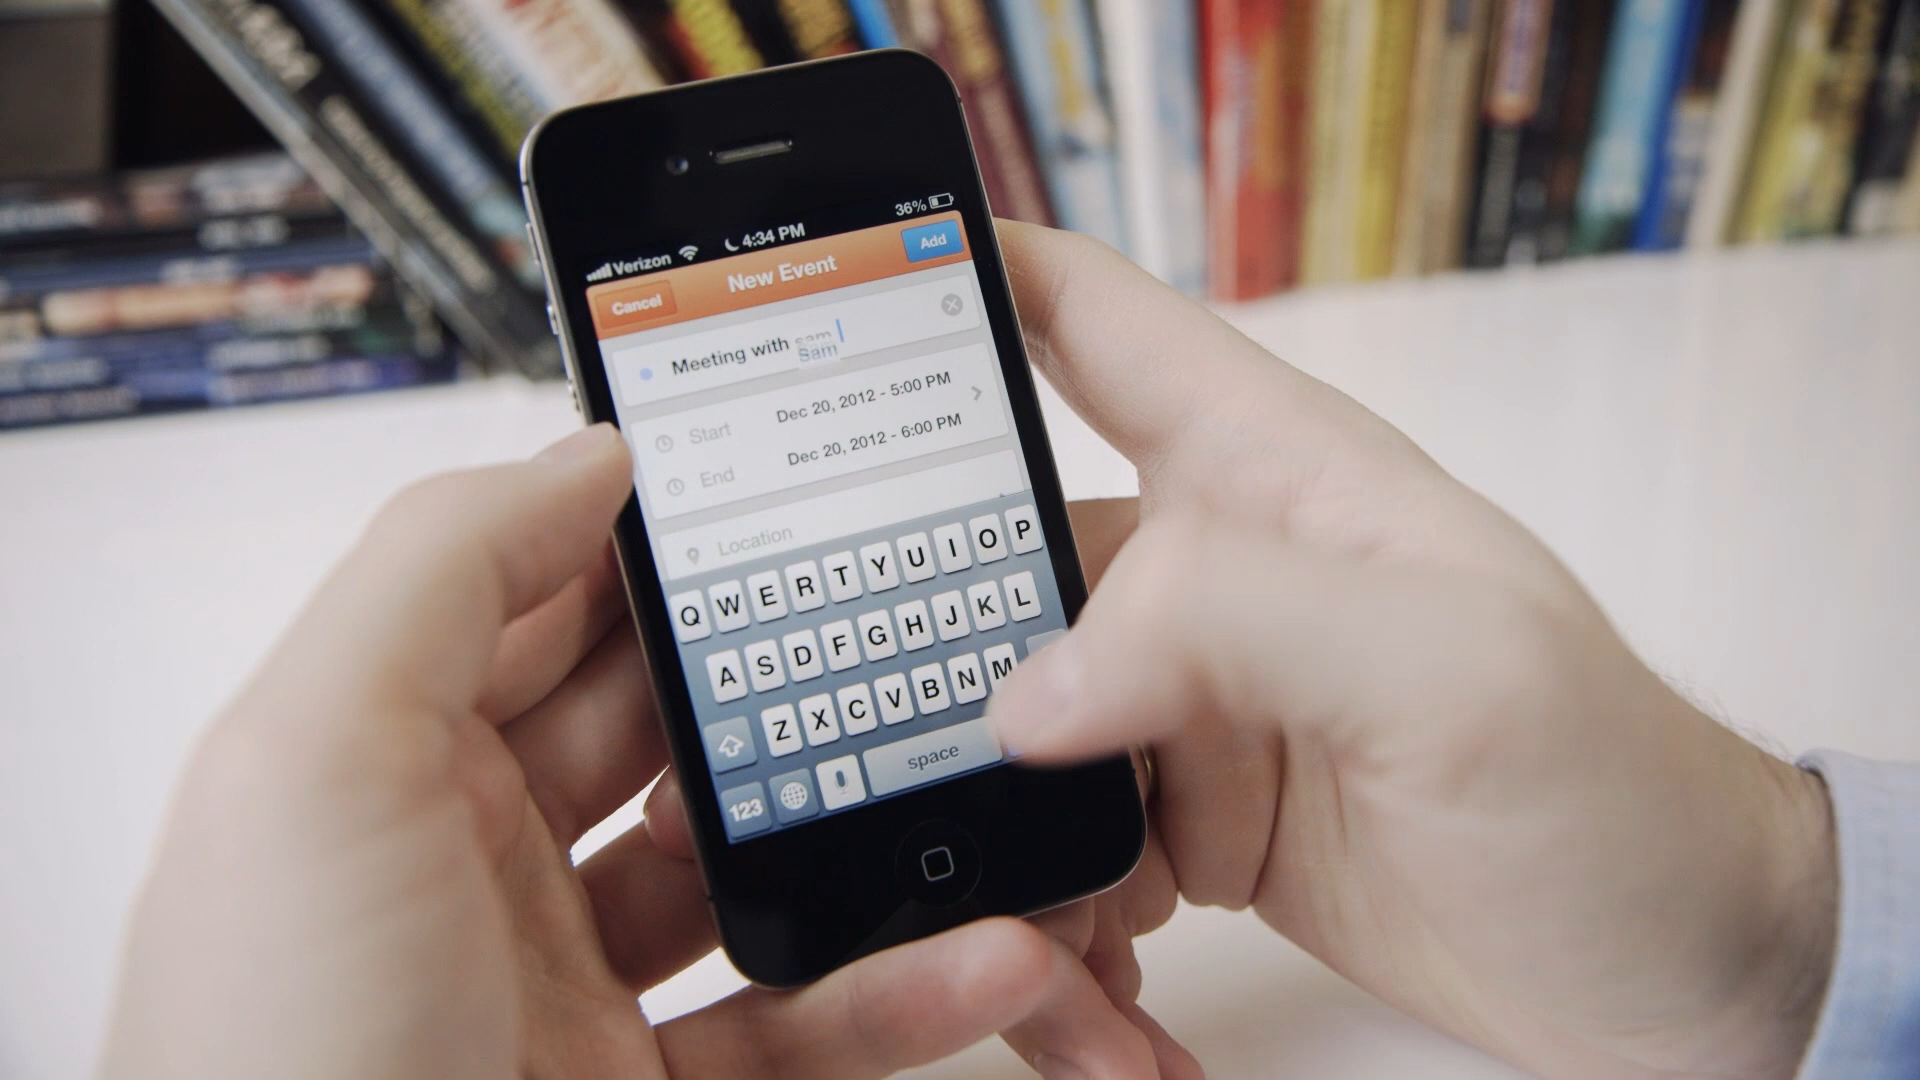 Verizon 4:34 PM 36%
Cancel New Event Add
Meeting with sam
Sam
Start Dec 20, 2012 - 5:00 PM
End Dec 20, 2012 - 6:00 PM
Location
Q W E R T Y U I O P
A S D F G H J K L
Z X C V B N M
123 space